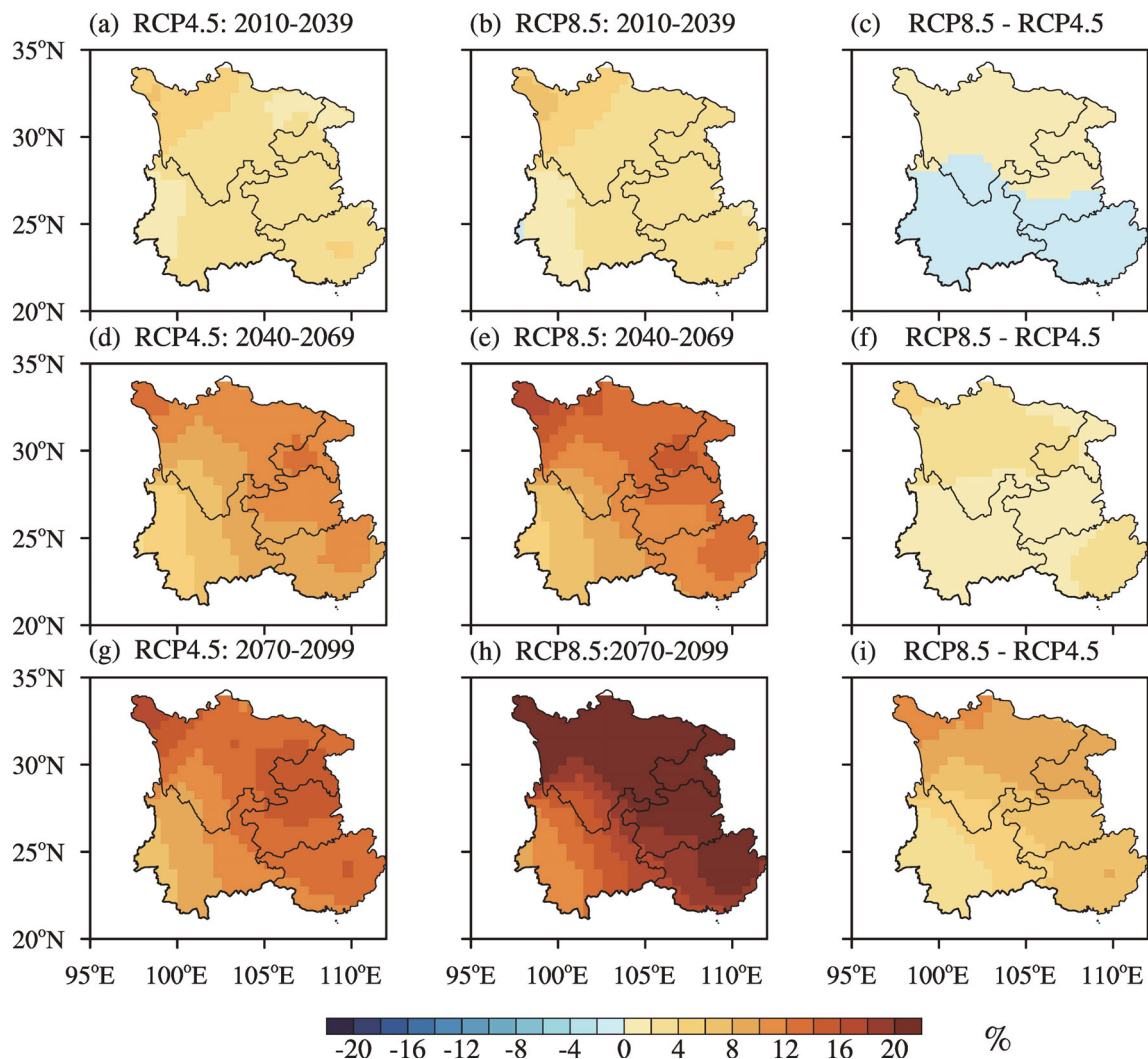 (a) RCP4.5: 2010-2039
(b) RCP8.5: 2010-2039
(c) RCP8.5 - RCP4.5
35°N
30°N
25°N
20°N
(d) RCP4.5: 2040-2069
(e) RCP8.5: 2040-2069
(f) RCP8.5 - RCP4.5
35°N
30°N
25°N
20°N
(g) RCP4.5: 2070-2099
(h) RCP8.5:2070-2099
(i) RCP8.5 - RCP4.5
35°N
30°N
25°N
20°N
95°E 100°E 105°E 110°E 95°E 100°E 105°E 110°E 95°E 100°E 105°E 110°E
-20 -16 -12 -8 -4 0 4 8 12 16 20 %